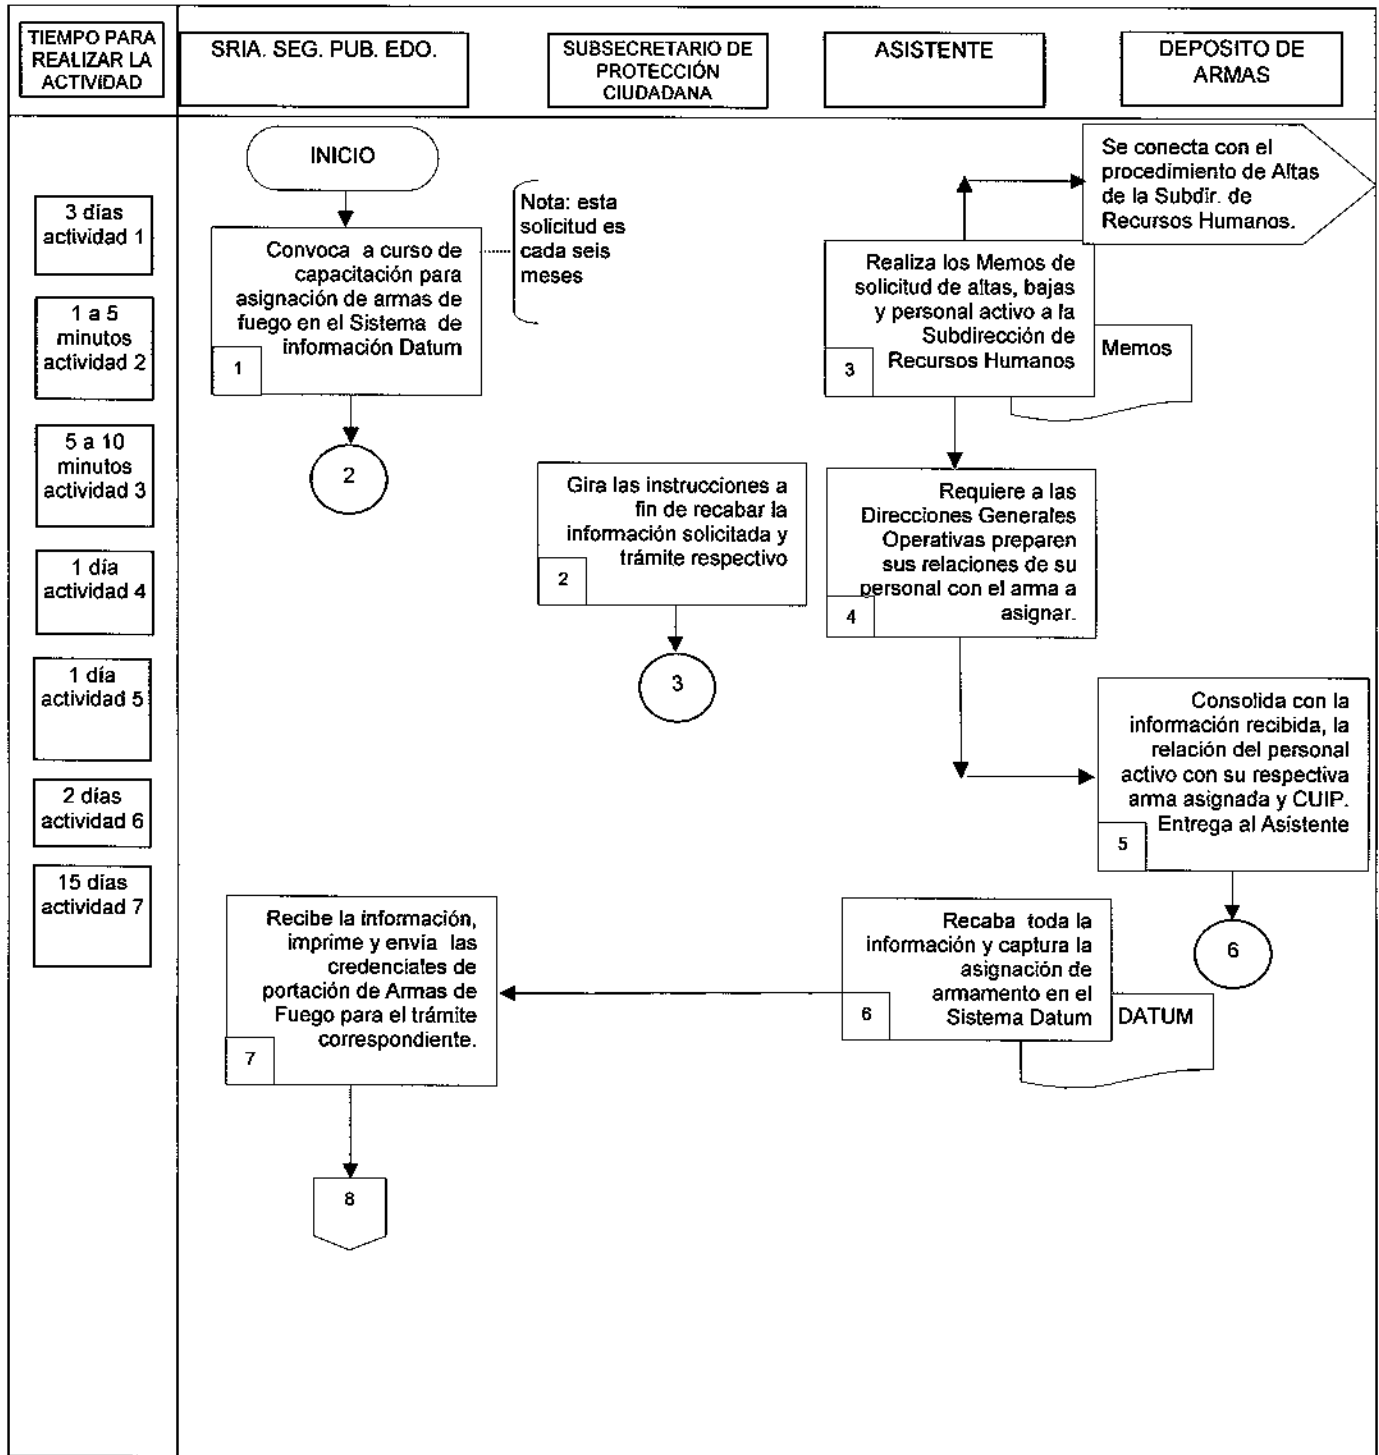 TIEMPO PARA
REALIZAR LA
ACTIVIDAD
SRIA. SEG. PUB. EDO.
SUBSECRETARIO DE
PROTECCIÓN
CIUDADANA
ASISTENTE
DEPOSITO DE
ARMAS
3 días
actividad 1
1 a 5
minutos
actividad 2
5 a 10
minutos
actividad 3
1 día
actividad 4
1 día
actividad 5
2 días
actividad 6
15 días
actividad 7
INICIO
Convoca a curso de
capacitación para
asignación de armas de
fuego en el Sistema de
información Datum
1
Nota: esta
solicitud es
cada seis
meses
2
Gira las instrucciones a
fin de recabar la
información solicitada y
trámite respectivo
2
3
Se conecta con el
procedimiento de Altas
de la Subdir. de
Recursos Humanos.
Realiza los Memos de
solicitud de altas, bajas
y personal activo a la
Subdirección de
Recursos Humanos
3
Memos
Requiere a las
Direcciones Generales
Operativas preparen
sus relaciones de su
personal con el arma a
asignar.
4
Consolida con la
información recibida, la
relación del personal
activo con su respectiva
arma asignada y CUIP.
Entrega al Asistente
5
6
Recaba toda la
información y captura la
asignación de
armamento en el
Sistema Datum
6
DATUM
Recibe la información,
imprime y envía las
credenciales de
portación de Armas de
Fuego para el trámite
correspondiente.
7
8